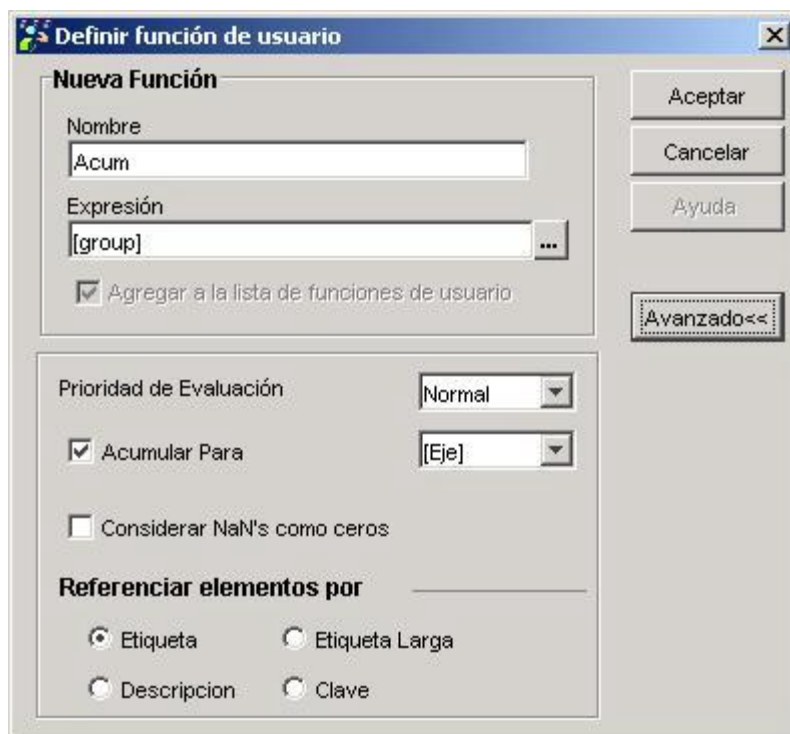 Definir función de usuario
Nueva Función
Nombre
Acum
Expresión
[group]
...
Agregar a la lista de funciones de usuario
Aceptar
Cancelar
Ayuda
Avanzado<<
Prioridad de Evaluación
Normal
Acumular Para
[Eje]
Considerar NaN's como ceros
Referenciar elementos por
Etiqueta
Etiqueta Larga
Descripcion
Clave